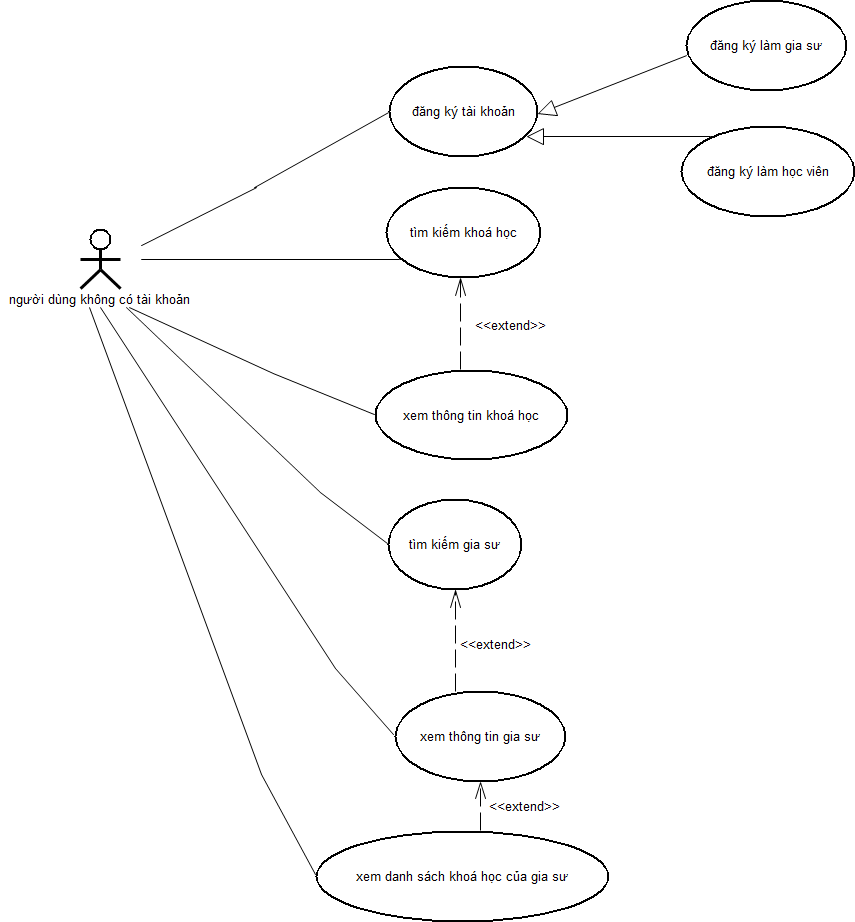 đăng ký làm gia sư
đăng ký tài khoản
đăng ký làm học viên
tìm kiếm khoá học
người dùng không có tài khoản
<<extend>>
xem thông tin khoá học
tìm kiếm gia sư
<<extend>>
xem thông tin gia sư
<<extend>>
xem danh sách khoá học của gia sư